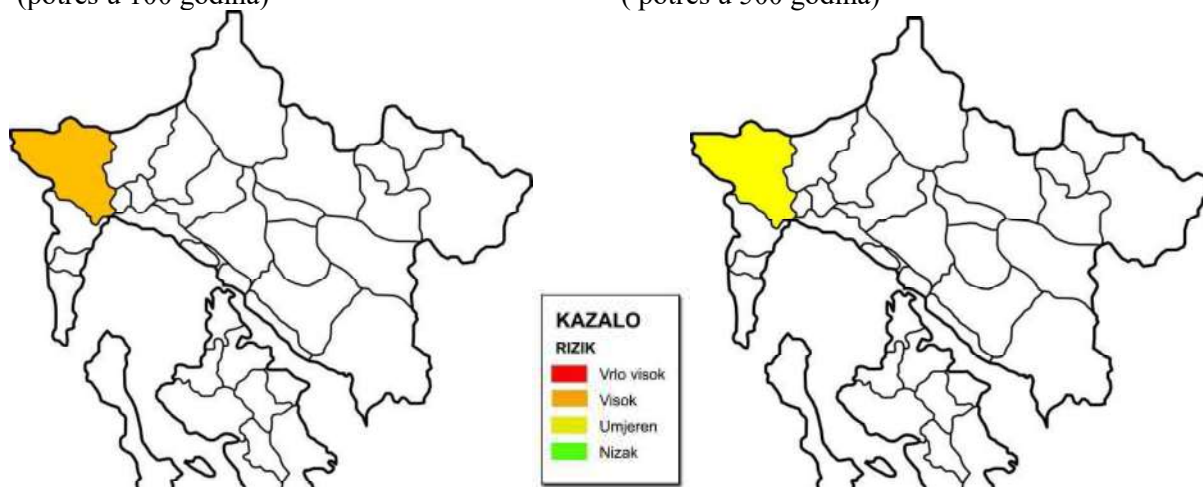 (potres u 100 godina)
( potres u 500 godina)
KAZALO
RIZIK
Vrlo visok
Visok
Umjeren
Nizak